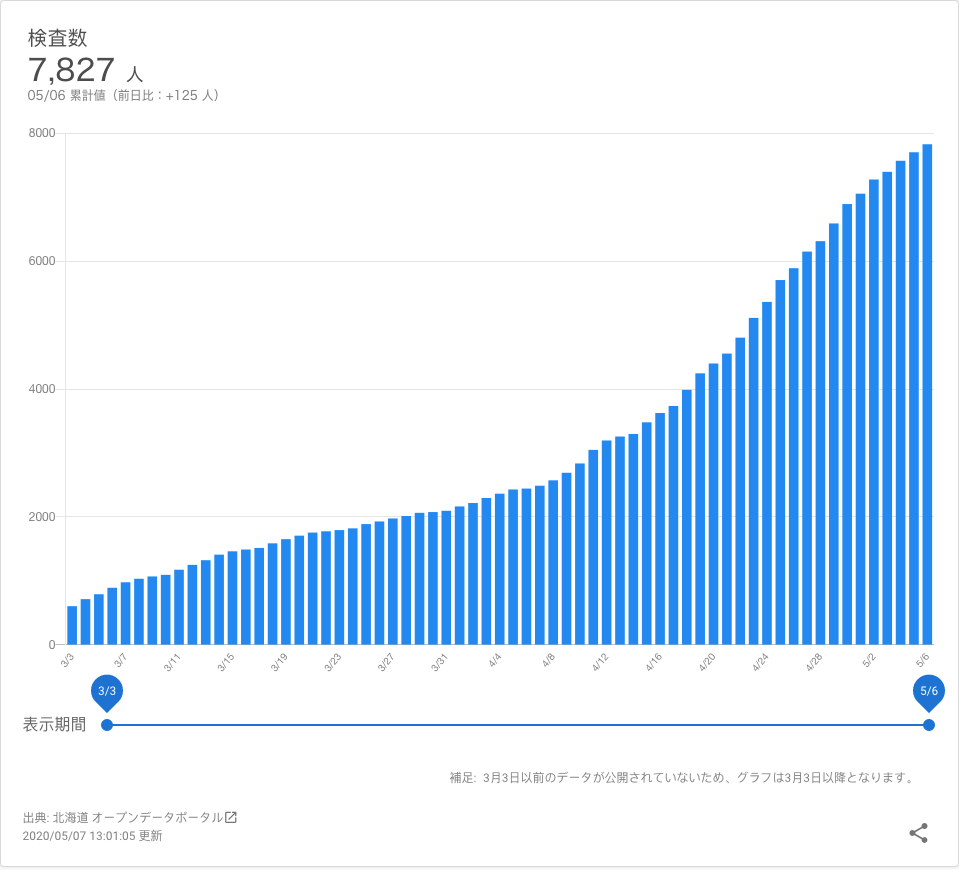 検査数
7,827 人
05/06 累計値（前日比：+125 人）
8000
6000
4000
2000
0
3/3 3/7 3/11 3/15 3/19 3/23 3/27 3/31 4/4 4/8 4/12 4/16 4/20 4/24 4/28 5/2 5/6
3/3 5/6
表示期間
補足: 3月3日以前のデータが公開されていないため、グラフは3月3日以降となります。
出典: 北海道 オープンデータポータル
2020/05/07 13:01:05 更新